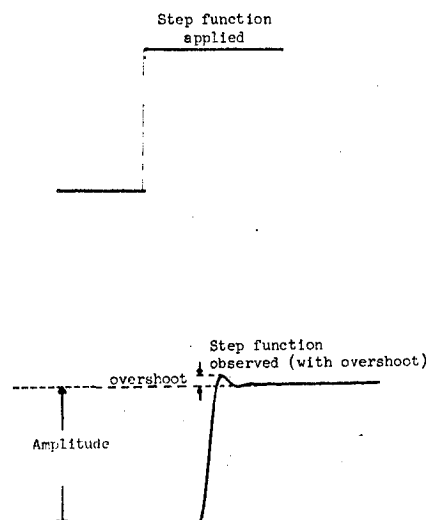 Step function
applied
Step function
observed (with overshoot)
overshoot
Amplitude